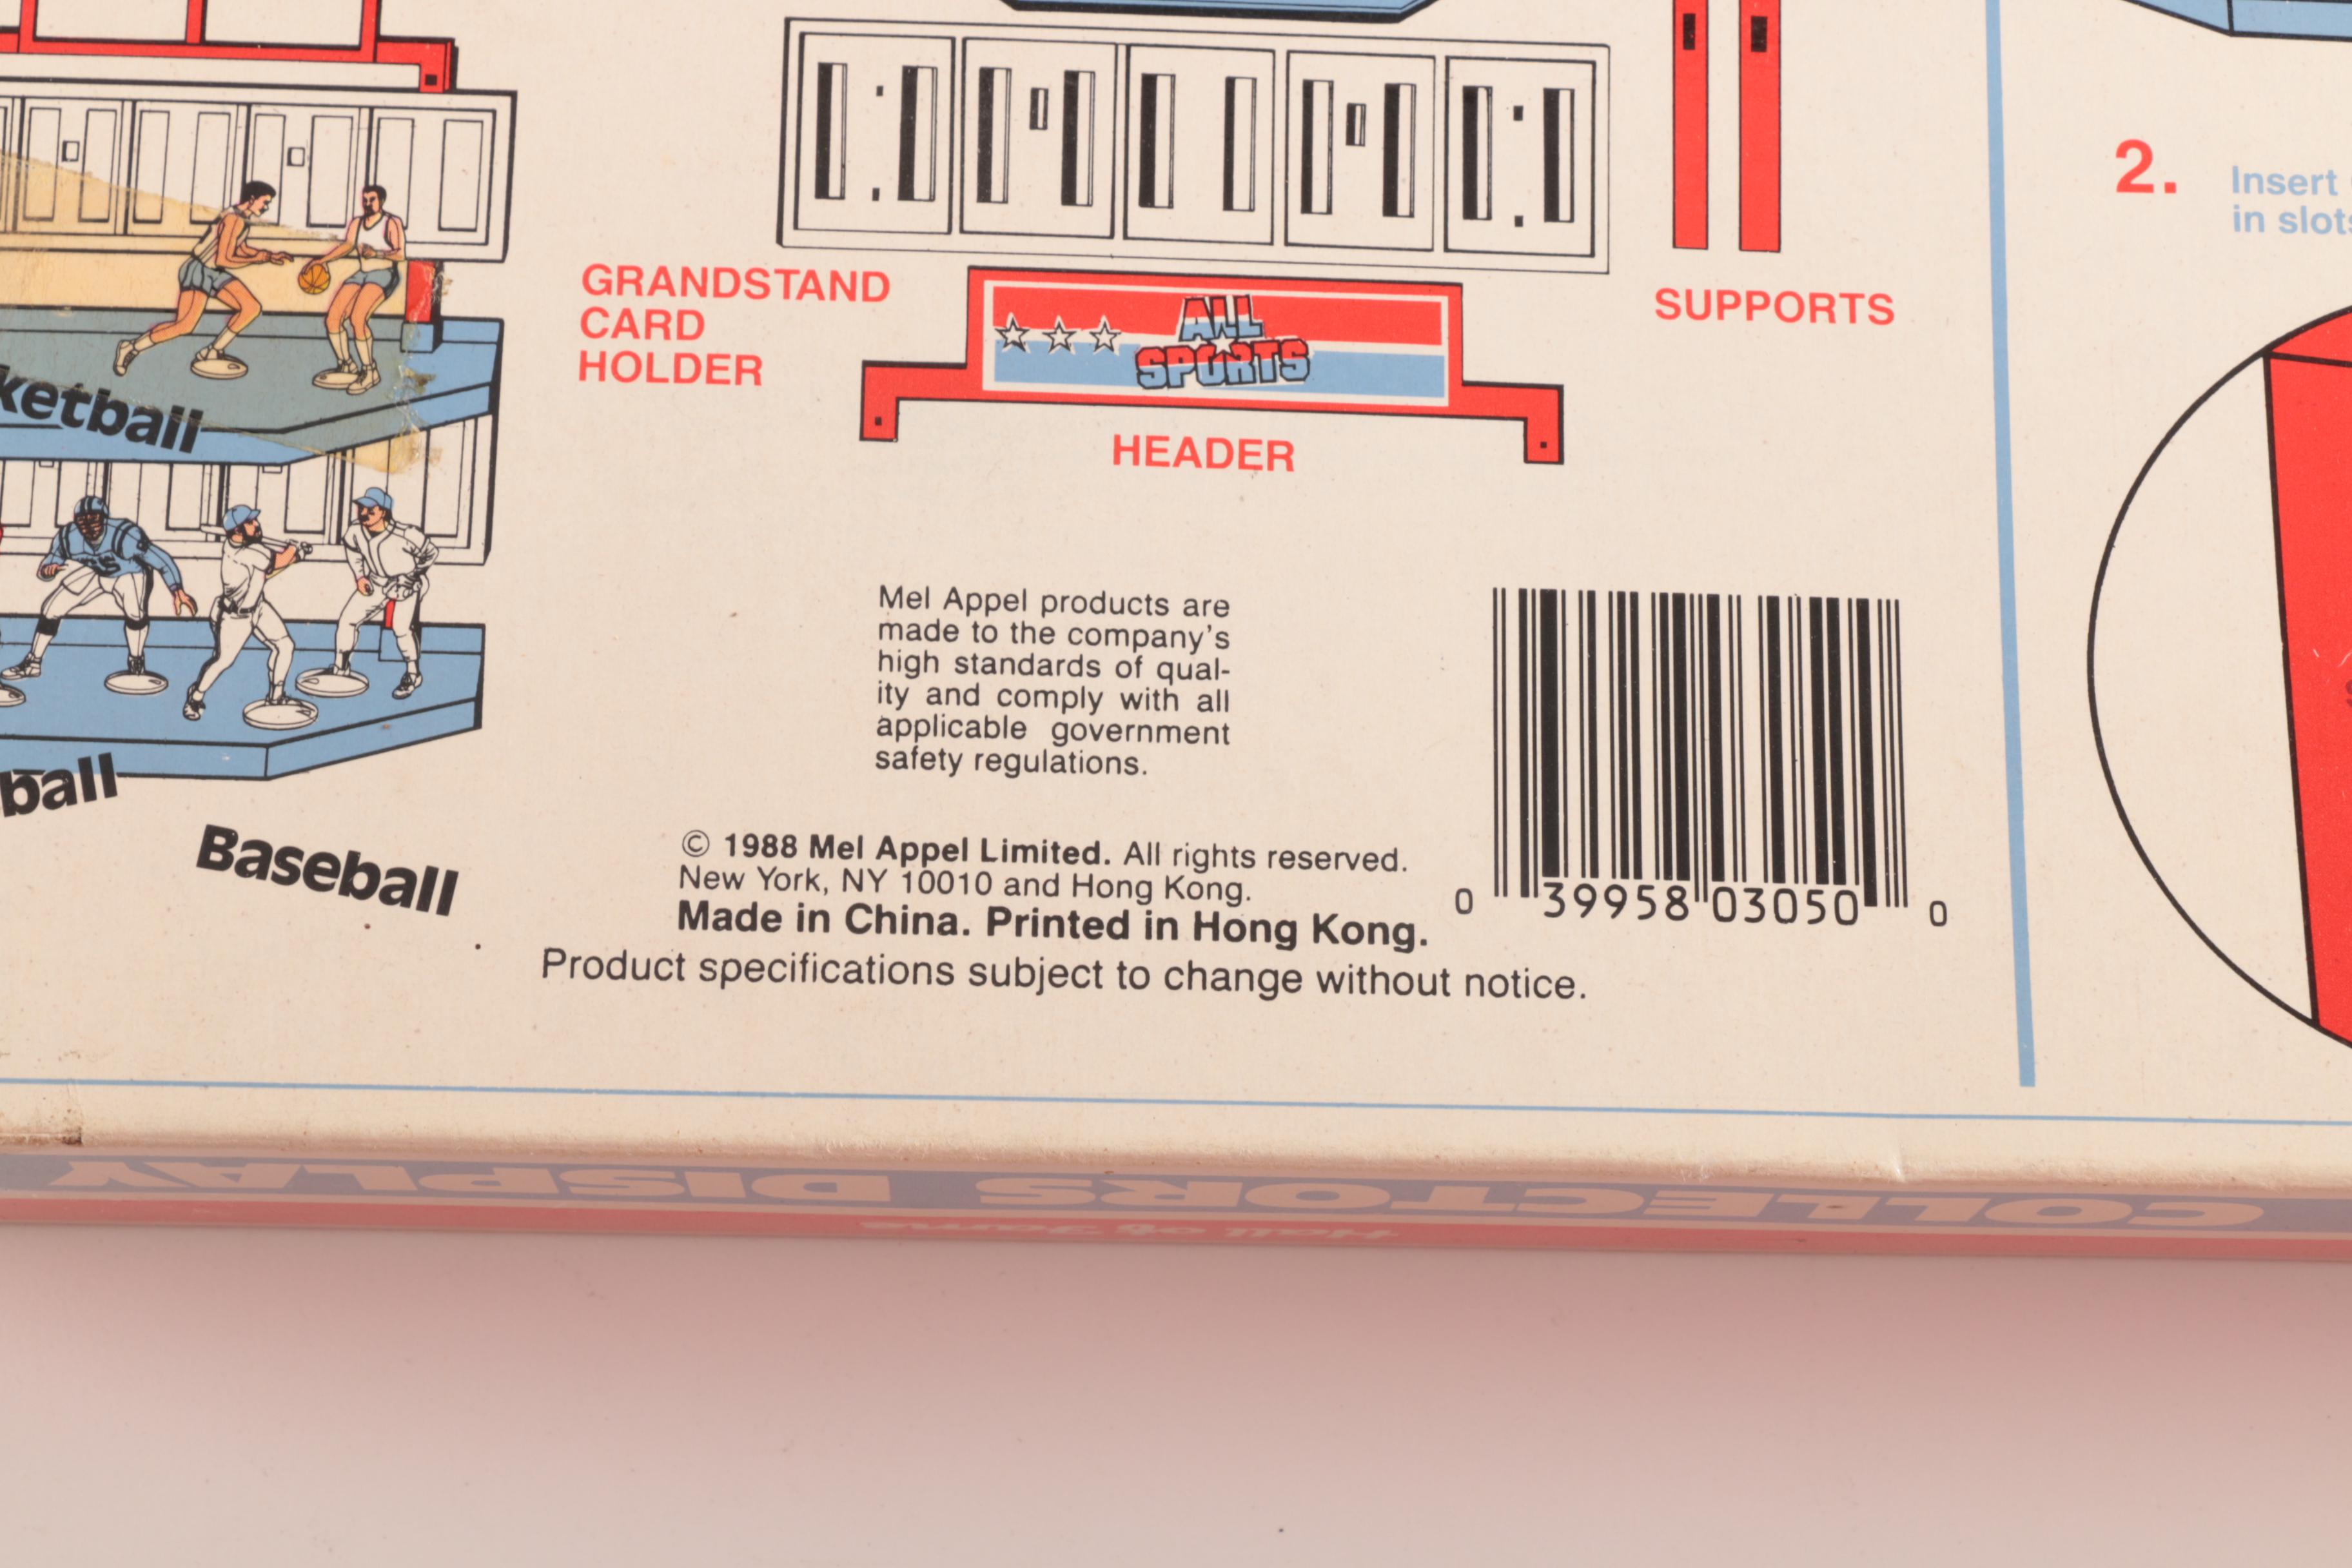 GRANDSTAND
CARD
HOLDER
ALL
SPORTS
HEADER
SUPPORTS
2. Insert
in slots
ketball
ball
Baseball
Mel Appel products are
made to the company's
high standards of qual-
ity and comply with all
applicable government
safety regulations.
© 1988 Mel Appel Limited. All rights reserved.
New York, NY 10010 and Hong Kong.
Made in China. Printed in Hong Kong.
Product specifications subject to change without notice.
0 39958 03050 0
COLLECTORS DISPLAY
Hall of Fame